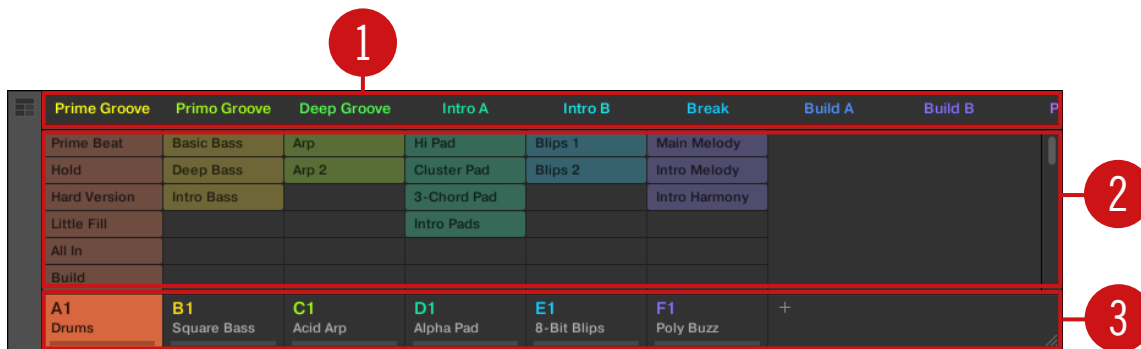 1
Prime Groove Primo Groove Deep Groove Intro A Intro B Break Build A Build B P
Prime Beat Basic Bass Arp Hi Pad Blips 1 Main Melody
Hold Deep Bass Arp 2 Cluster Pad Blips 2 Intro Melody
2
Hard Version Intro Bass 3-Chord Pad Intro Harmony
Little Fill Intro Pads
All In
Build
A1 B1 C1 D1 E1 F1 +
Drums Square Bass Acid Arp Alpha Pad 8-Bit Blips Poly Buzz
3